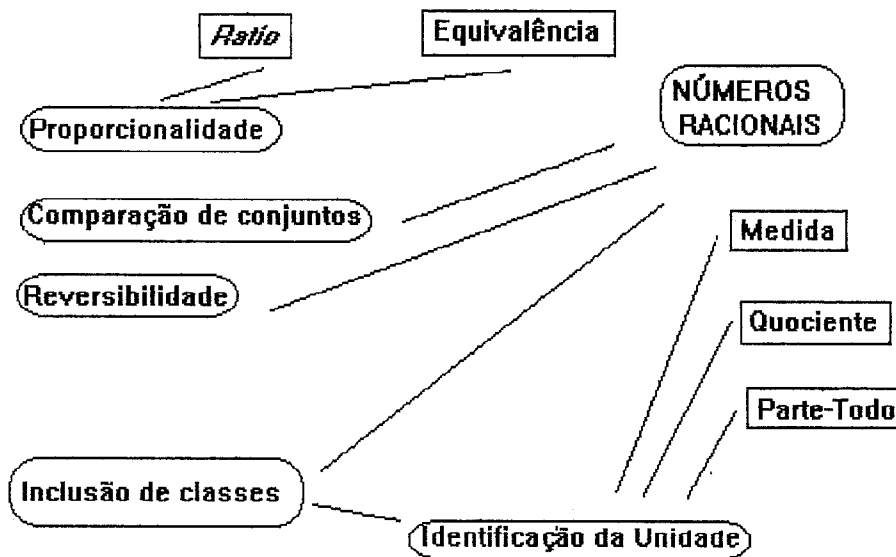 Ratio
Equivalência
NÚMEROS
RACIONAIS
Proporcionalidade
Comparação de conjuntos
Medida
Reversibilidade
Quociente
Parte-Todo
Inclusão de classes
Identificação da Unidade